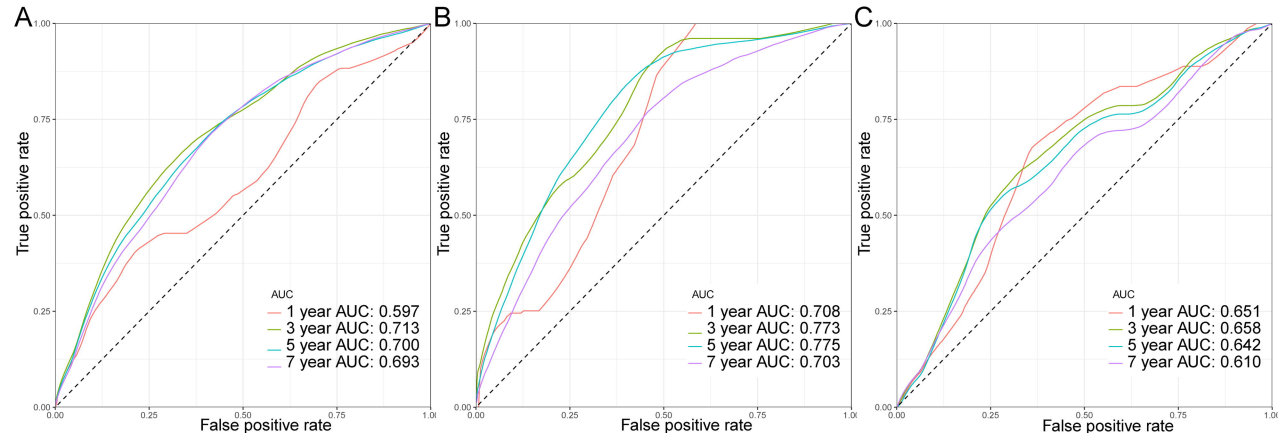 A
True positive rate
1.00
0.75
0.50
0.25
0.00
AUC
1 year AUC: 0.597
3 year AUC: 0.713
5 year AUC: 0.700
7 year AUC: 0.693
0.00 0.25 0.50 0.75 1.0
False positive rate
B
True positive rate
1.00
0.75
0.50
0.25
0.00
AUC
1 year AUC: 0.708
3 year AUC: 0.773
5 year AUC: 0.775
7 year AUC: 0.703
0.00 0.25 0.50 0.75 1.00
False positive rate
C
True positive rate
1.00
0.75
0.50
0.25
0.00
AUC
1 year AUC: 0.651
3 year AUC: 0.658
5 year AUC: 0.642
7 year AUC: 0.610
0.00 0.25 0.50 0.75 1.00
False positive rate